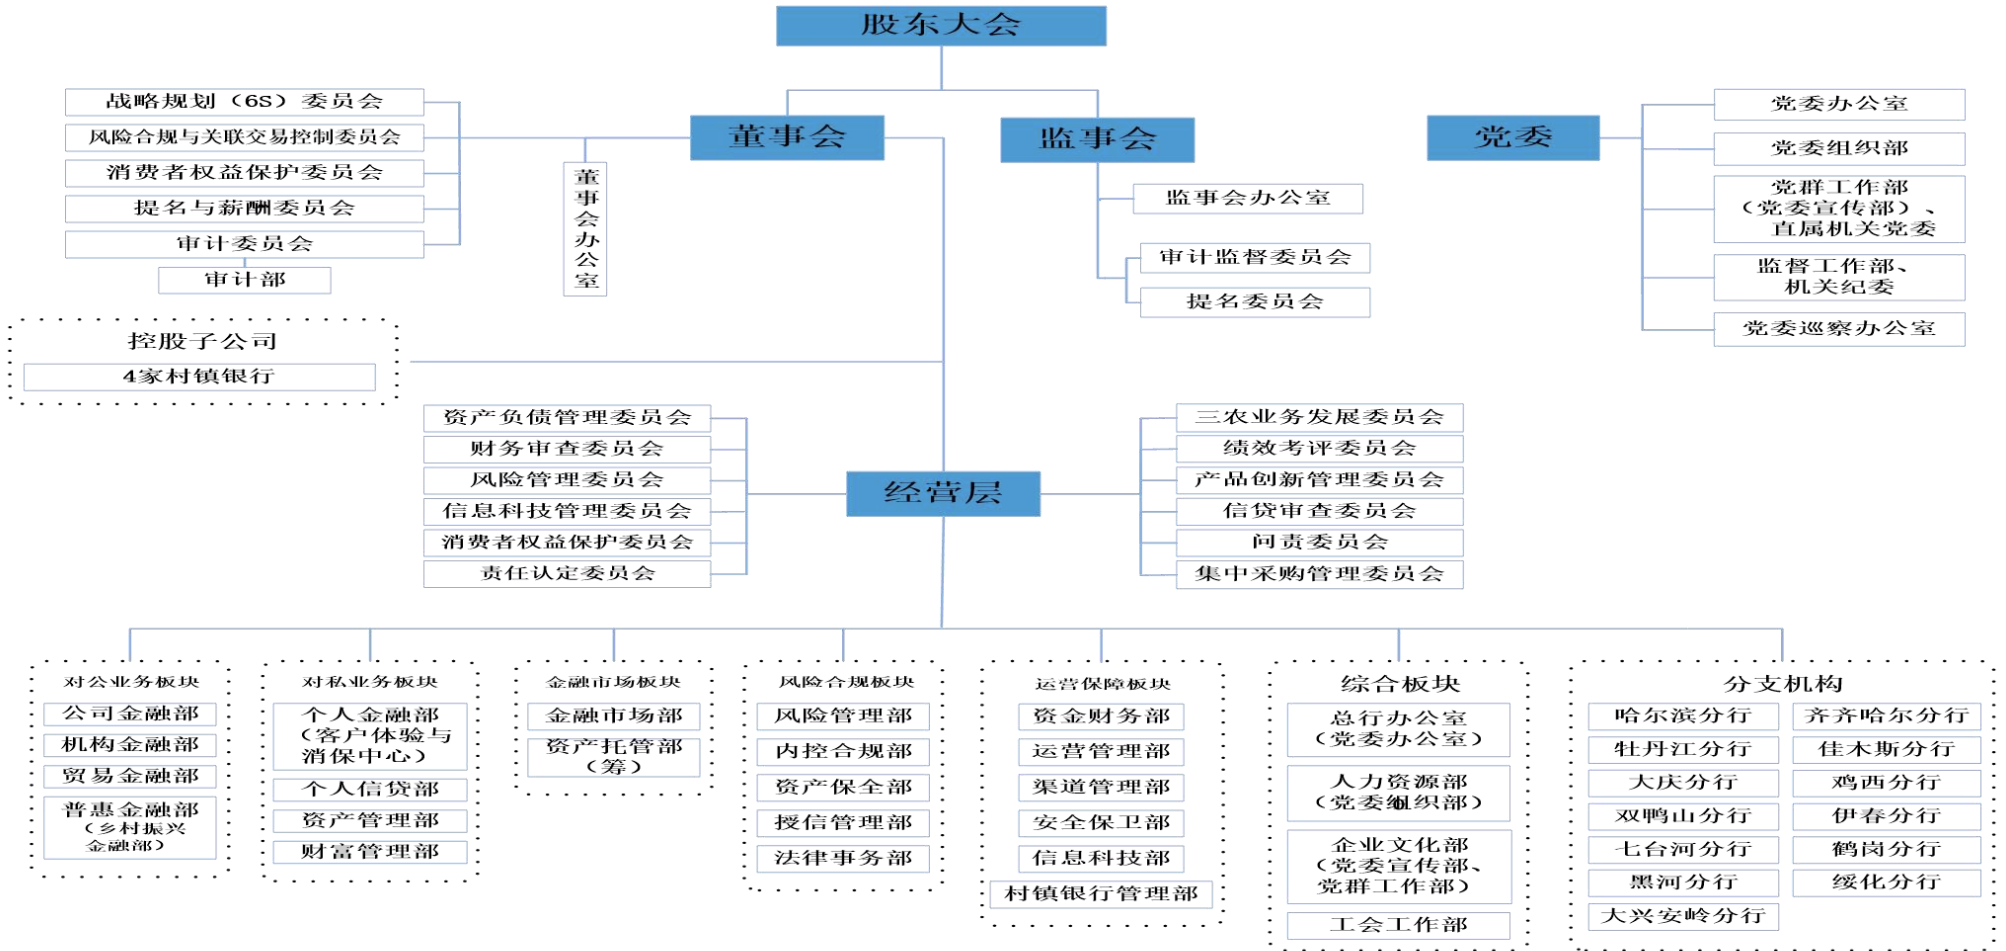 股东大会
董事会
监事会
党委
战略规划（6S）委员会
风险合规与关联交易控制委员会
消费者权益保护委员会
提名与薪酬委员会
审计委员会
审计部
董事会办公室
监事会办公室
审计监督委员会
提名委员会
党委办公室
党委组织部
党群工作部
（党委宣传部）、
直属机关党委
监督工作部、
机关纪委
党委巡察办公室
控股子公司
4家村镇银行
资产负债管理委员会
财务审查委员会
风险管理委员会
信息科技管理委员会
消费者权益保护委员会
责任认定委员会
经营层
三农业务发展委员会
绩效考评委员会
产品创新管理委员会
信贷审查委员会
问责委员会
集中采购管理委员会
对公业务板块
公司金融部
机构金融部
贸易金融部
普惠金融部
（乡村振兴
金融部）
对私业务板块
个人金融部
（客户体验与
消保中心）
个人信贷部
资产管理部
财富管理部
金融市场板块
金融市场部
资产托管部
（筹）
风险合规板块
风险管理部
内控合规部
资产保全部
授信管理部
法律事务部
运营保障板块
资金财务部
运营管理部
渠道管理部
安全保卫部
信息科技部
村镇银行管理部
综合板块
总行办公室
（党委办公室）
人力资源部
（党委组织部）
企业文化部
（党委宣传部、
党群工作部）
工会工作部
分支机构
哈尔滨分行
齐齐哈尔分行
牡丹江分行
佳木斯分行
大庆分行
鸡西分行
双鸭山分行
伊春分行
七台河分行
鹤岗分行
黑河分行
绥化分行
大兴安岭分行